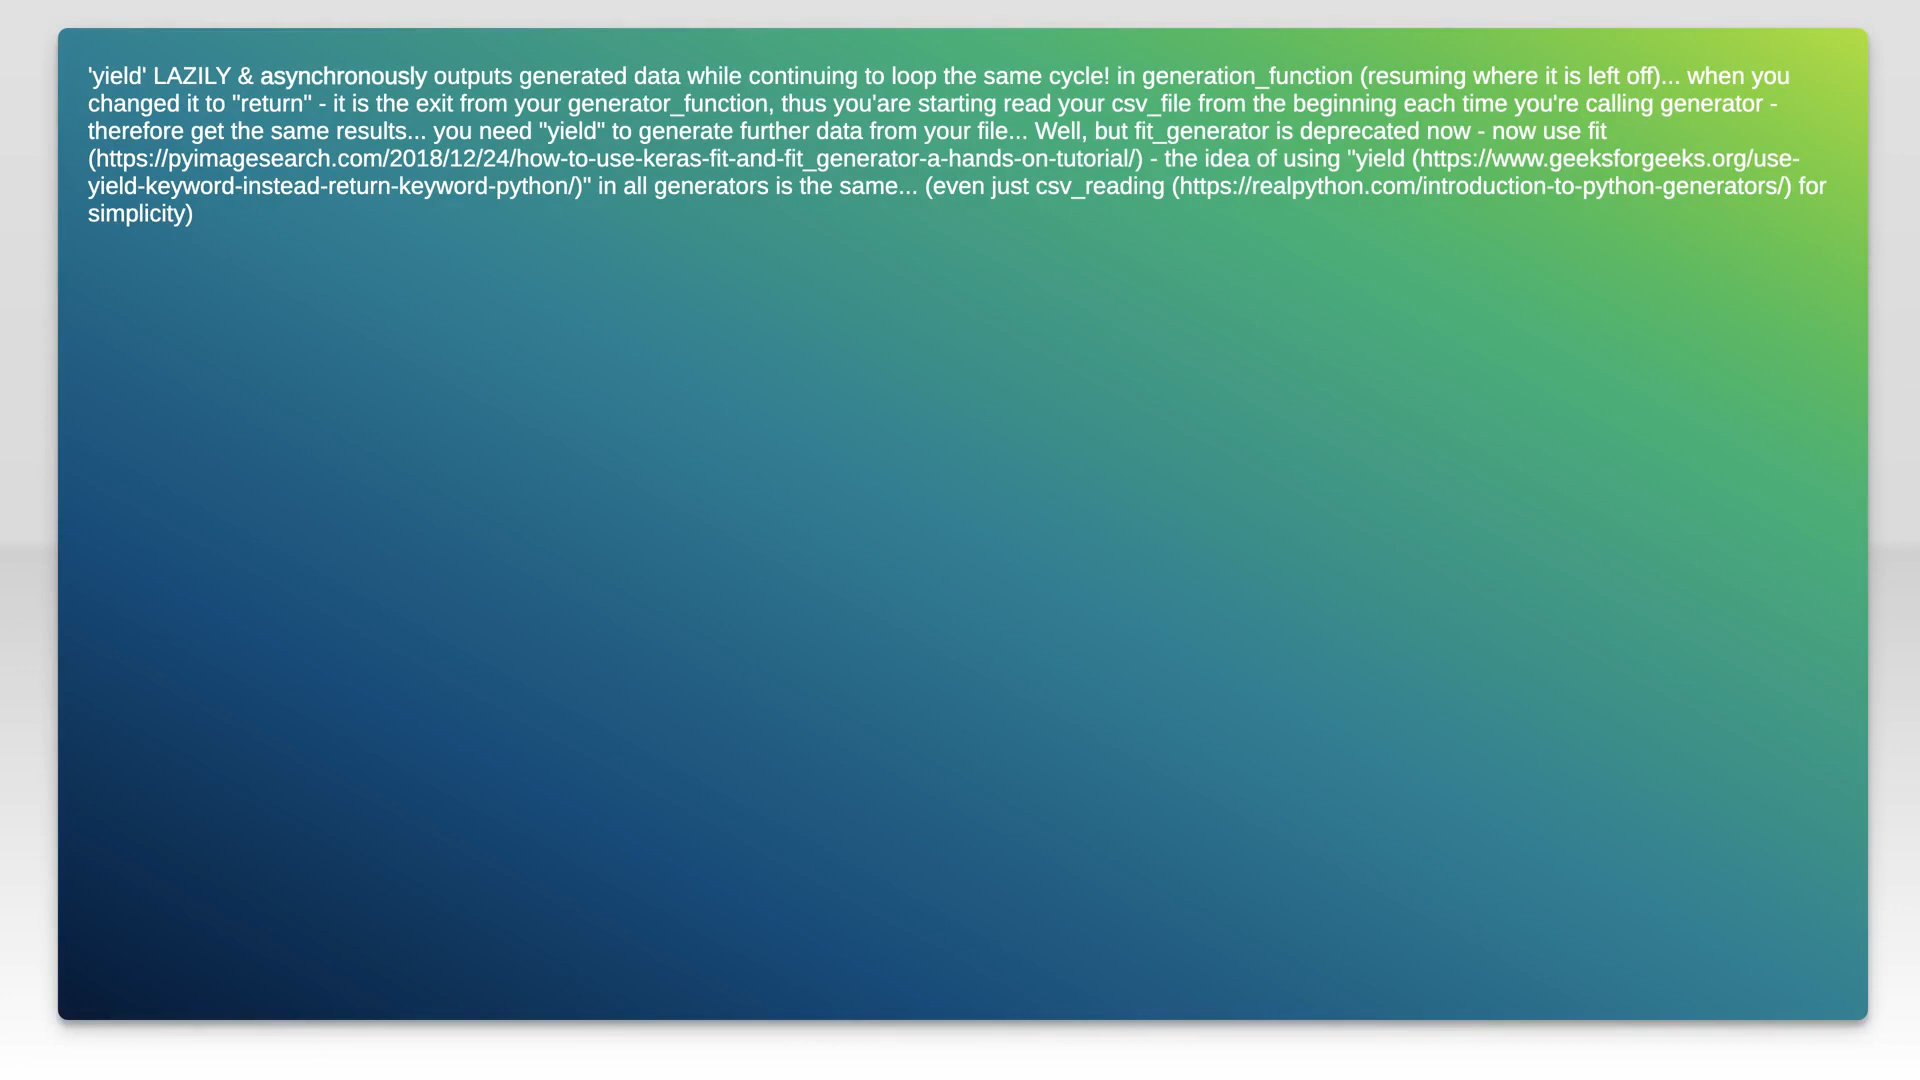 'yield' LAZILY & asynchronously outputs generated data while continuing to loop the same cycle! in generation_function (resuming where it is left off)... when you
changed it to "return" - it is the exit from your generator_function, thus you'are starting read your csv_file from the beginning each time you're calling generator -
therefore get the same results... you need "yield" to generate further data from your file... Well, but fit_generator is deprecated now - now use fit
(https://pyimagesearch.com/2018/12/24/how-to-use-keras-fit-and-fit_generator-a-hands-on-tutorial/) - the idea of using "yield (https://www.geeksforgeeks.org/use-
yield-keyword-instead-return-keyword-python/)" in all generators is the same... (even just csv_reading (https://realpython.com/introduction-to-python-generators/) for
simplicity)